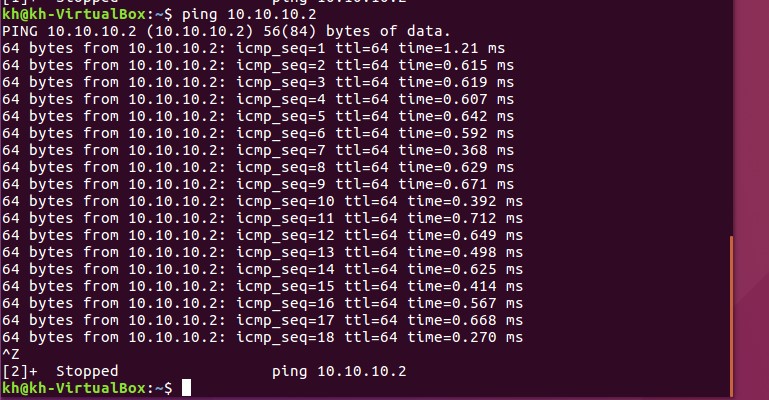 [1]+  Stopped                 ping 10.10.10.2
kh@kh-VirtualBox:~$ ping 10.10.10.2
PING 10.10.10.2 (10.10.10.2) 56(84) bytes of data.
64 bytes from 10.10.10.2: icmp_seq=1 ttl=64 time=1.21 ms
64 bytes from 10.10.10.2: icmp_seq=2 ttl=64 time=0.615 ms
64 bytes from 10.10.10.2: icmp_seq=3 ttl=64 time=0.619 ms
64 bytes from 10.10.10.2: icmp_seq=4 ttl=64 time=0.607 ms
64 bytes from 10.10.10.2: icmp_seq=5 ttl=64 time=0.642 ms
64 bytes from 10.10.10.2: icmp_seq=6 ttl=64 time=0.592 ms
64 bytes from 10.10.10.2: icmp_seq=7 ttl=64 time=0.368 ms
64 bytes from 10.10.10.2: icmp_seq=8 ttl=64 time=0.629 ms
64 bytes from 10.10.10.2: icmp_seq=9 ttl=64 time=0.671 ms
64 bytes from 10.10.10.2: icmp_seq=10 ttl=64 time=0.392 ms
64 bytes from 10.10.10.2: icmp_seq=11 ttl=64 time=0.712 ms
64 bytes from 10.10.10.2: icmp_seq=12 ttl=64 time=0.649 ms
64 bytes from 10.10.10.2: icmp_seq=13 ttl=64 time=0.498 ms
64 bytes from 10.10.10.2: icmp_seq=14 ttl=64 time=0.625 ms
64 bytes from 10.10.10.2: icmp_seq=15 ttl=64 time=0.414 ms
64 bytes from 10.10.10.2: icmp_seq=16 ttl=64 time=0.567 ms
64 bytes from 10.10.10.2: icmp_seq=17 ttl=64 time=0.668 ms
64 bytes from 10.10.10.2: icmp_seq=18 ttl=64 time=0.270 ms
^Z
[2]+  Stopped                 ping 10.10.10.2
kh@kh-VirtualBox:~$